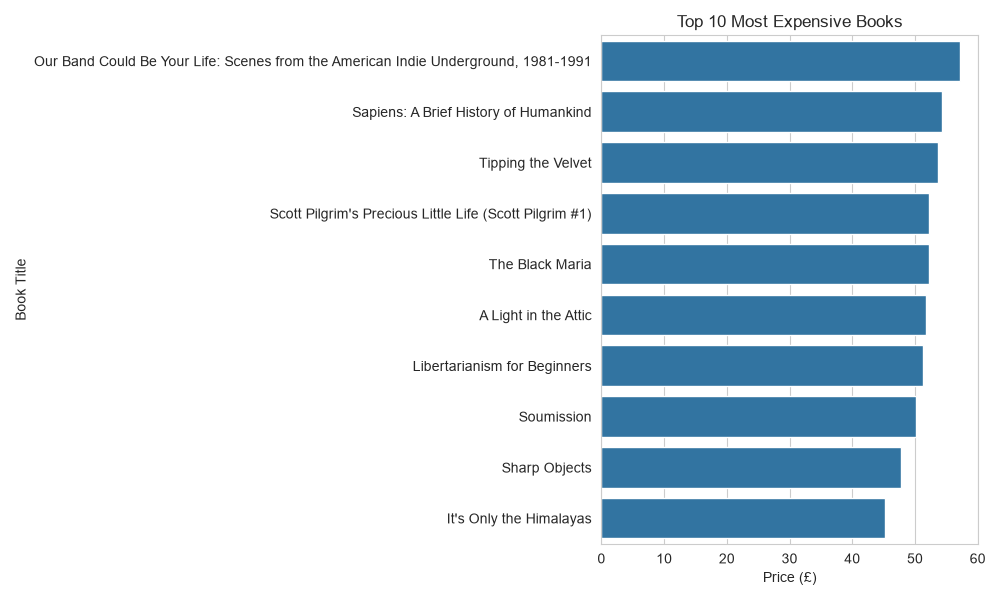 Top 10 Most Expensive Books
Our Band Could Be Your Life: Scenes from the American Indie Underground, 1981-1991
Sapiens: A Brief History of Humankind
Tipping the Velvet
Scott Pilgrim's Precious Little Life (Scott Pilgrim #1)
The Black Maria
A Light in the Attic
Libertarianism for Beginners
Soumission
Sharp Objects
It's Only the Himalayas
Book Title
0 10 20 30 40 50 60
Price (£)